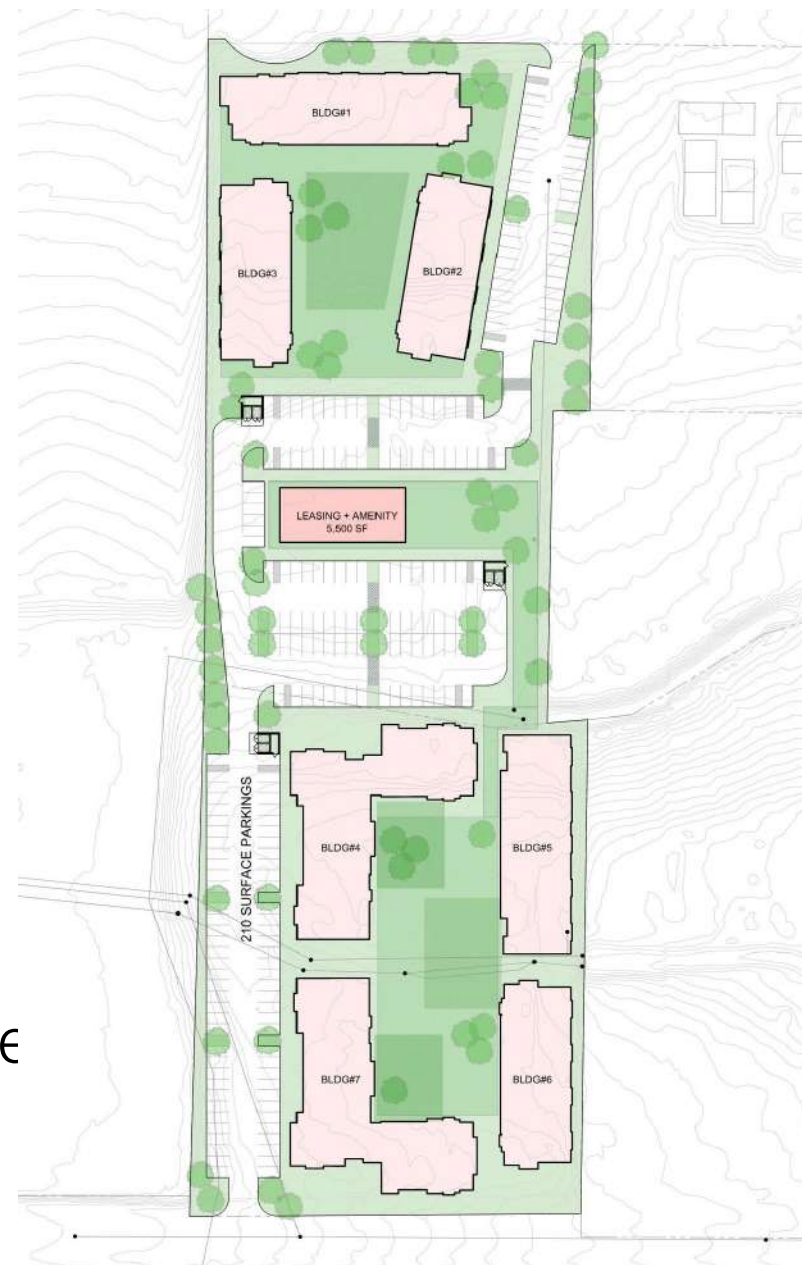 BLDG#1
BLDG#3
BLDG#2
LEASING + AMENITY
5,500 SF
210 SURFACE PARKINGS
BLDG#4
BLDG#5
e
BLDG#7
BLDG#6